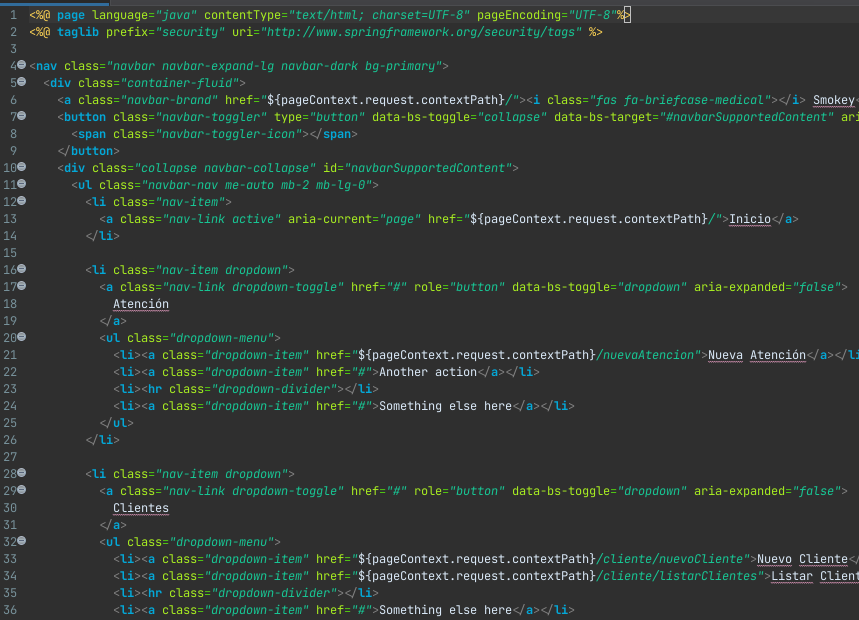 1 <%@ page language="java" contentType="text/html; charset=UTF-8" pageEncoding="UTF-8"%>
2 <%@ taglib prefix="security" uri="http://www.springframework.org/security/tags" %>
3
4 <nav class="navbar navbar-expand-lg navbar-dark bg-primary">
5   <div class="container-fluid">
6     <a class="navbar-brand" href="${pageContext.request.contextPath}/"><i class="fas fa-briefcase-medical"></i> Smokey
7     <button class="navbar-toggler" type="button" data-bs-toggle="collapse" data-bs-target="#navbarSupportedContent" ari
8       <span class="navbar-toggler-icon"></span>
9     </button>
10     <div class="collapse navbar-collapse" id="navbarSupportedContent">
11       <ul class="navbar-nav me-auto mb-2 mb-lg-0">
12         <li class="nav-item">
13           <a class="nav-link active" aria-current="page" href="${pageContext.request.contextPath}/">Inicio</a>
14         </li>
15
16         <li class="nav-item dropdown">
17           <a class="nav-link dropdown-toggle" href="#" role="button" data-bs-toggle="dropdown" aria-expanded="false">
18             Atención
19           </a>
20           <ul class="dropdown-menu">
21             <li><a class="dropdown-item" href="${pageContext.request.contextPath}/nuevaAtencion">Nueva Atención</a></li
22             <li><a class="dropdown-item" href="#">Another action</a></li>
23             <li><hr class="dropdown-divider"></li>
24             <li><a class="dropdown-item" href="#">Something else here</a></li>
25           </ul>
26         </li>
27
28         <li class="nav-item dropdown">
29           <a class="nav-link dropdown-toggle" href="#" role="button" data-bs-toggle="dropdown" aria-expanded="false">
30             Clientes
31           </a>
32           <ul class="dropdown-menu">
33             <li><a class="dropdown-item" href="${pageContext.request.contextPath}/cliente/nuevoCliente">Nuevo Cliente</
34             <li><a class="dropdown-item" href="${pageContext.request.contextPath}/cliente/listarClientes">Listar Client
35             <li><hr class="dropdown-divider"></li>
36             <li><a class="dropdown-item" href="#">Something else here</a></li>